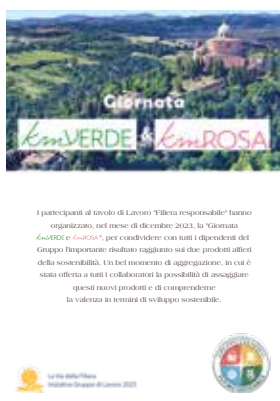 Giornata
kmVERDE & kmROSA
I partecipanti al tavolo di Lavoro "Filiera responsabile" hanno
organizzato, nel mese di dicembre 2023, la "Giornata
kmVERDE e kmROSA", per condividere con tutti i dipendenti del
Gruppo l'importante risultato raggiunto sui due prodotti alfieri
della sostenibilità. Un bel momento di aggregazione, in cui è
stata offerta a tutti i collaboratori la possibilità di assaggiare
questi nuovi prodotti e di comprenderne
la valenza in termini di sviluppo sostenibile.
La Via della Filiera
Iniziativa Gruppo di Lavoro 2023